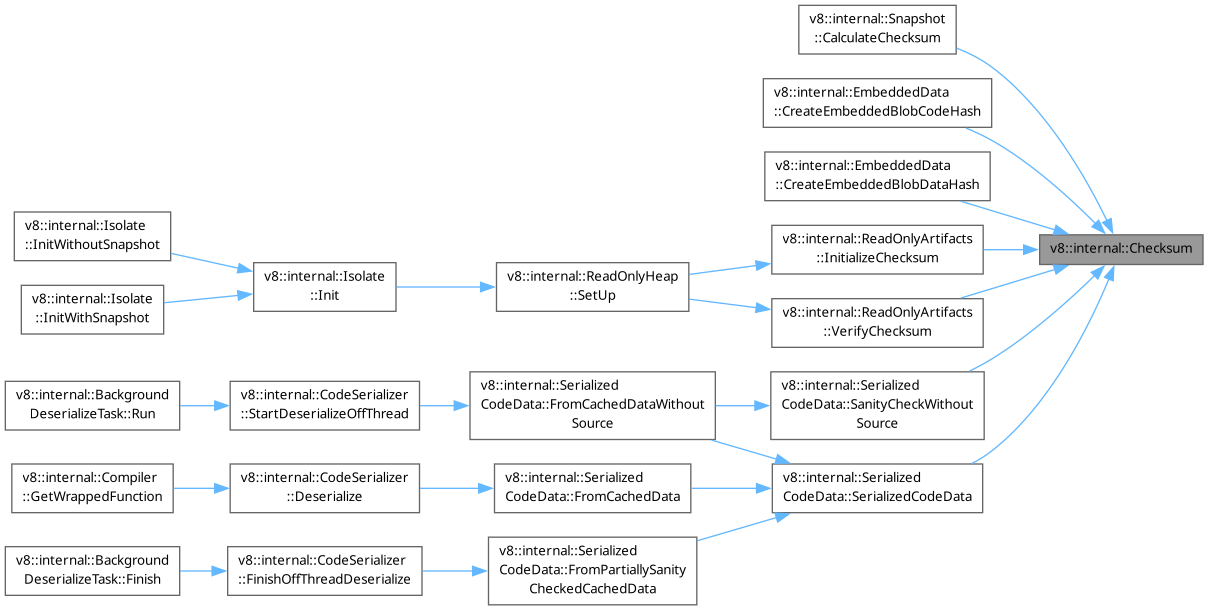 v8::internal::Snapshot
::CalculateChecksum
v8::internal::EmbeddedData
::CreateEmbeddedBlobCodeHash
v8::internal::EmbeddedData
::CreateEmbeddedBlobDataHash
v8::internal::Isolate
::InitWithoutSnapshot
v8::internal::ReadOnlyArtifacts
::InitializeChecksum
v8::internal::Checksum
v8::internal::Isolate
::Init
v8::internal::ReadOnlyHeap
::SetUp
v8::internal::Isolate
::InitWithSnapshot
v8::internal::ReadOnlyArtifacts
::VerifyChecksum
v8::internal::Background
DeserializeTask::Run
v8::internal::CodeSerializer
::StartDeserializeOffThread
v8::internal::Serialized
CodeData::FromCachedDataWithout
Source
v8::internal::Serialized
CodeData::SanityCheckWithout
Source
v8::internal::Compiler
::GetWrappedFunction
v8::internal::CodeSerializer
::Deserialize
v8::internal::Serialized
CodeData::FromCachedData
v8::internal::Serialized
CodeData::SerializedCodeData
v8::internal::Background
DeserializeTask::Finish
v8::internal::CodeSerializer
::FinishOffThreadDeserialize
v8::internal::Serialized
CodeData::FromPartiallySanity
CheckedCachedData